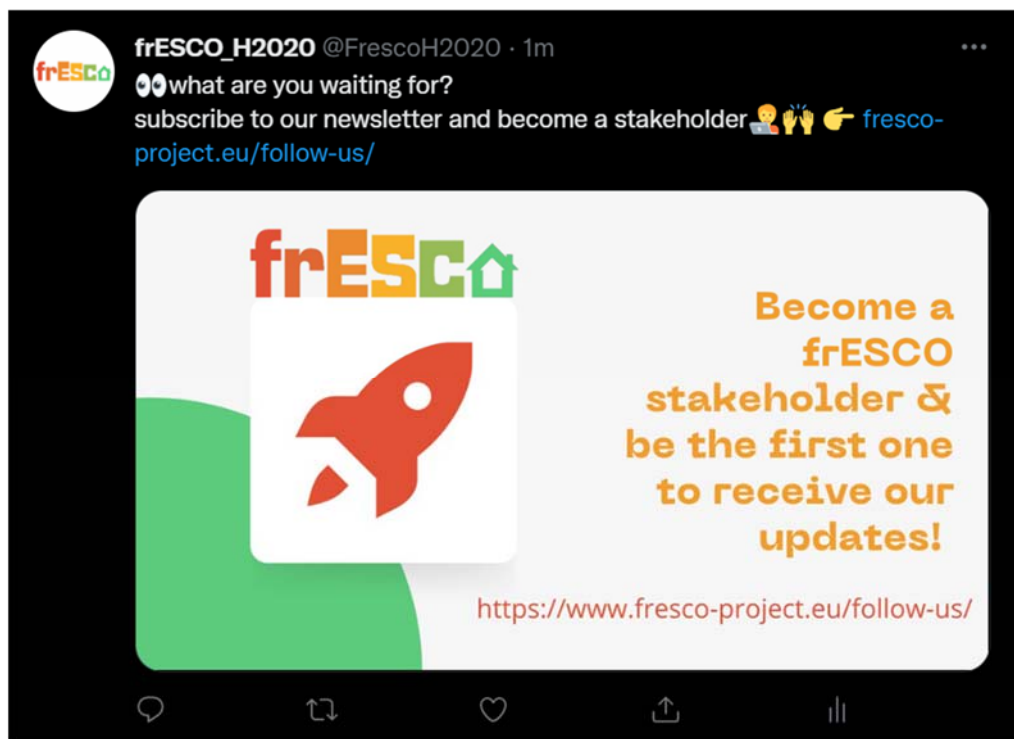 frESCO
frESCO_H2020 @FrescoH2020 · 1m
👀what are you waiting for?
subscribe to our newsletter and become a stakeholder🧑‍💻🙌 👉 fresco-
project.eu/follow-us/
frESCO
Become a
frESCO
stakeholder &
be the first one
to receive our
updates!
https://www.fresco-project.eu/follow-us/